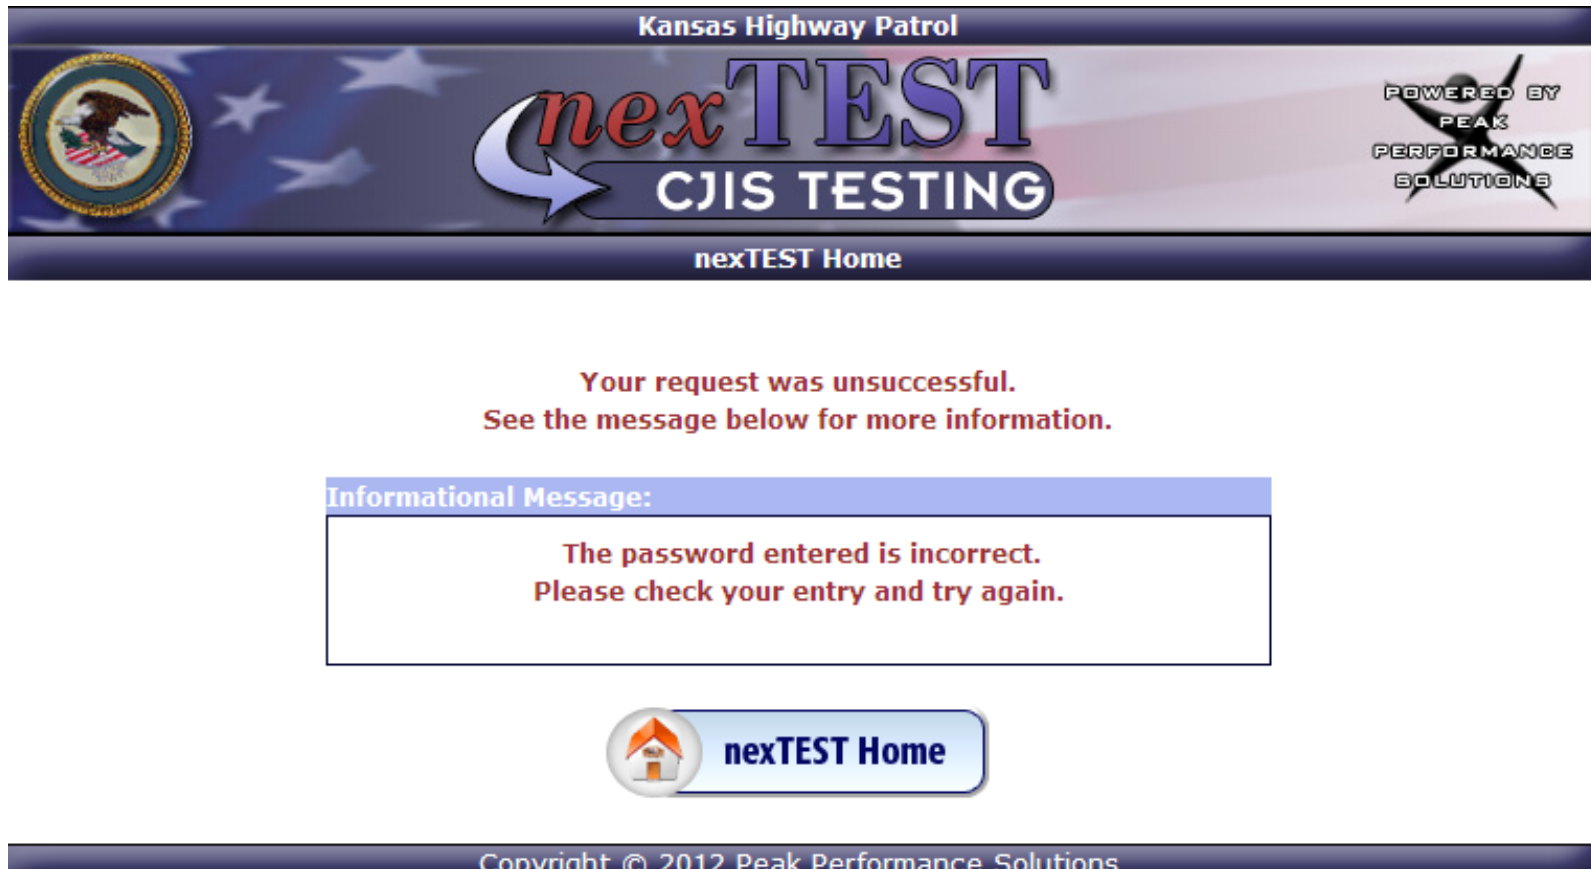 Kansas Highway Patrol
nexTEST
CJIS TESTING
POWERED BY
PEAK
PERFORMANCE
SOLUTIONS
nexTEST Home
Your request was unsuccessful.
See the message below for more information.
Informational Message:
The password entered is incorrect.
Please check your entry and try again.
nexTEST Home
Copyright © 2012 Peak Performance Solutions